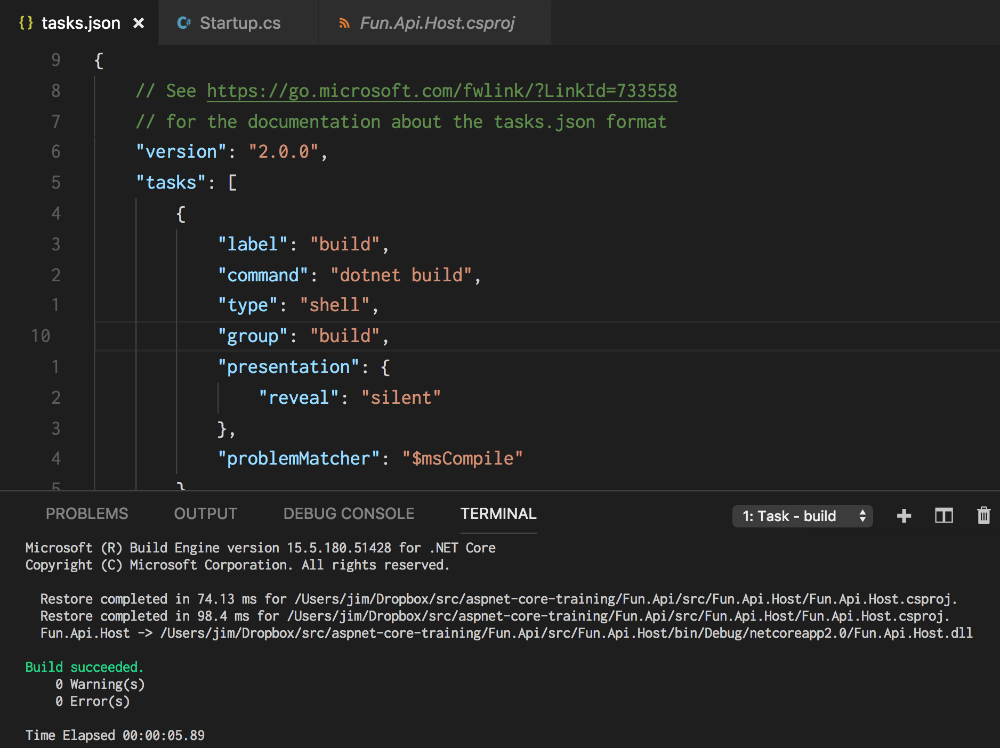 {} tasks.json ×
C# Startup.cs
Fun.Api.Host.csproj
9 {
8 // See https://go.microsoft.com/fwlink/?LinkId=733558
7 // for the documentation about the tasks.json format
6 "version": "2.0.0",
5 "tasks": [
4 {
3 "label": "build",
2 "command": "dotnet build",
1 "type": "shell",
10 "group": "build",
1 "presentation": {
2 "reveal": "silent"
3 },
4 "problemMatcher": "$msCompile"
5 }
PROBLEMS OUTPUT DEBUG CONSOLE TERMINAL 1: Task - build
Microsoft (R) Build Engine version 15.5.180.51428 for .NET Core
Copyright (C) Microsoft Corporation. All rights reserved.
Restore completed in 74.13 ms for /Users/jim/Dropbox/src/aspnet-core-training/Fun.Api/src/Fun.Api.Host/Fun.Api.Host.csproj.
Restore completed in 98.4 ms for /Users/jim/Dropbox/src/aspnet-core-training/Fun.Api/src/Fun.Api.Host/Fun.Api.Host.csproj.
Fun.Api.Host -> /Users/jim/Dropbox/src/aspnet-core-training/Fun.Api/src/Fun.Api.Host/bin/Debug/netcoreapp2.0/Fun.Api.Host.dll
Build succeeded.
0 Warning(s)
0 Error(s)
Time Elapsed 00:00:05.89